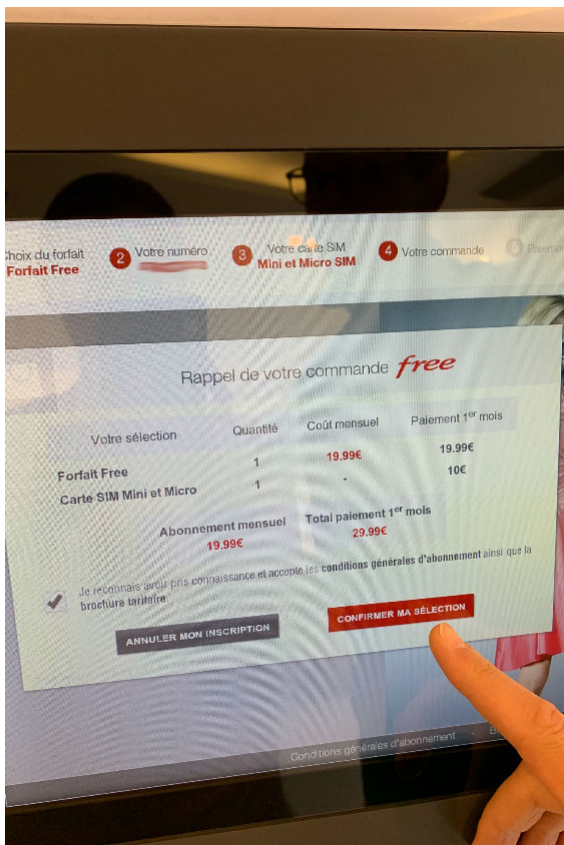 Choix du forfait
Forfait Free
2 Votre numéro
3 Votre carte SIM
Mini et Micro SIM
4 Votre commande
5 Paiement
Rappel de votre commande free
Votre sélection Quantité Coût mensuel Paiement 1er mois
Forfait Free 1 19.99€ 19.99€
Carte SIM Mini et Micro 1 - 10€
Abonnement mensuel Total paiement 1er mois
19.99€ 29.99€
Je reconnais avoir pris connaissance et accepte les conditions générales d'abonnement ainsi que la
brochure tarifaire.
ANNULER MON INSCRIPTION CONFIRMER MA SÉLECTION
Conditions générales d'abonnement -